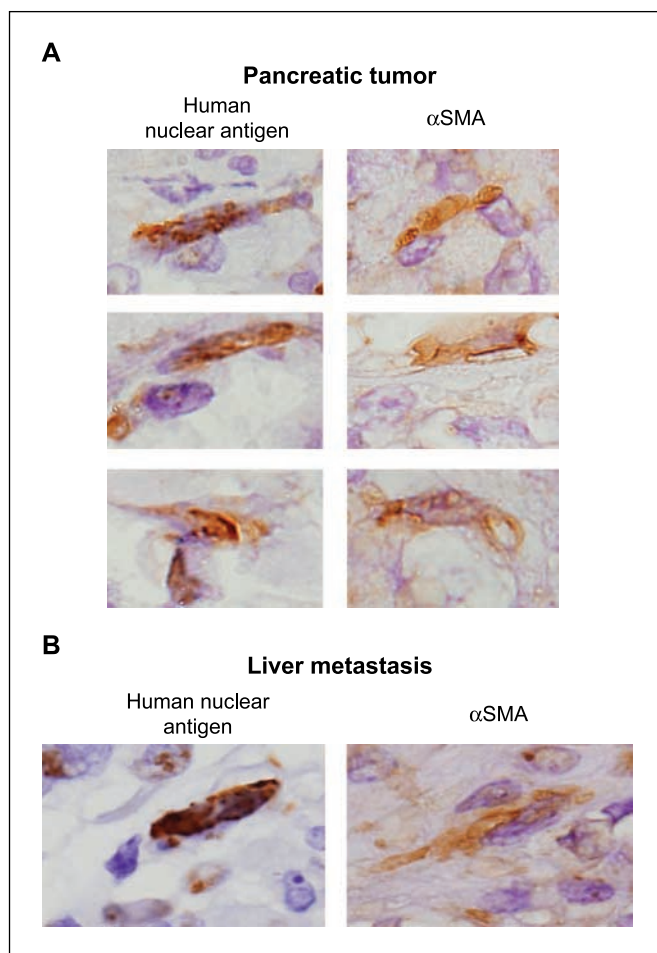 A
Pancreatic tumor
Human
nuclear antigen
αSMA
B
Liver metastasis
Human nuclear
antigen
αSMA